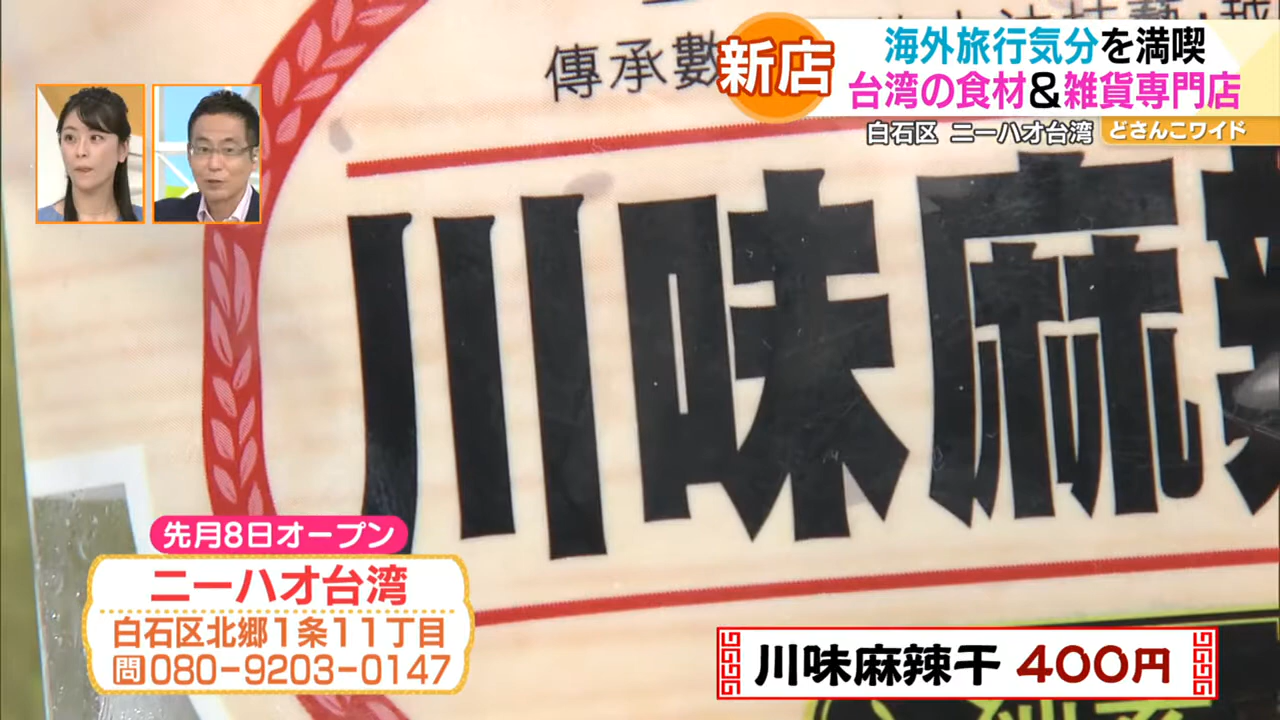 傳承數
新店
海外旅行気分を満喫
台湾の食材&雑貨専門店
白石区 ニーハオ台湾
どさんこワイド
川味麻辣
先月8日オープン
ニーハオ台湾
白石区北郷1条11丁目
問080-9203-0147
川味麻辣干 400円